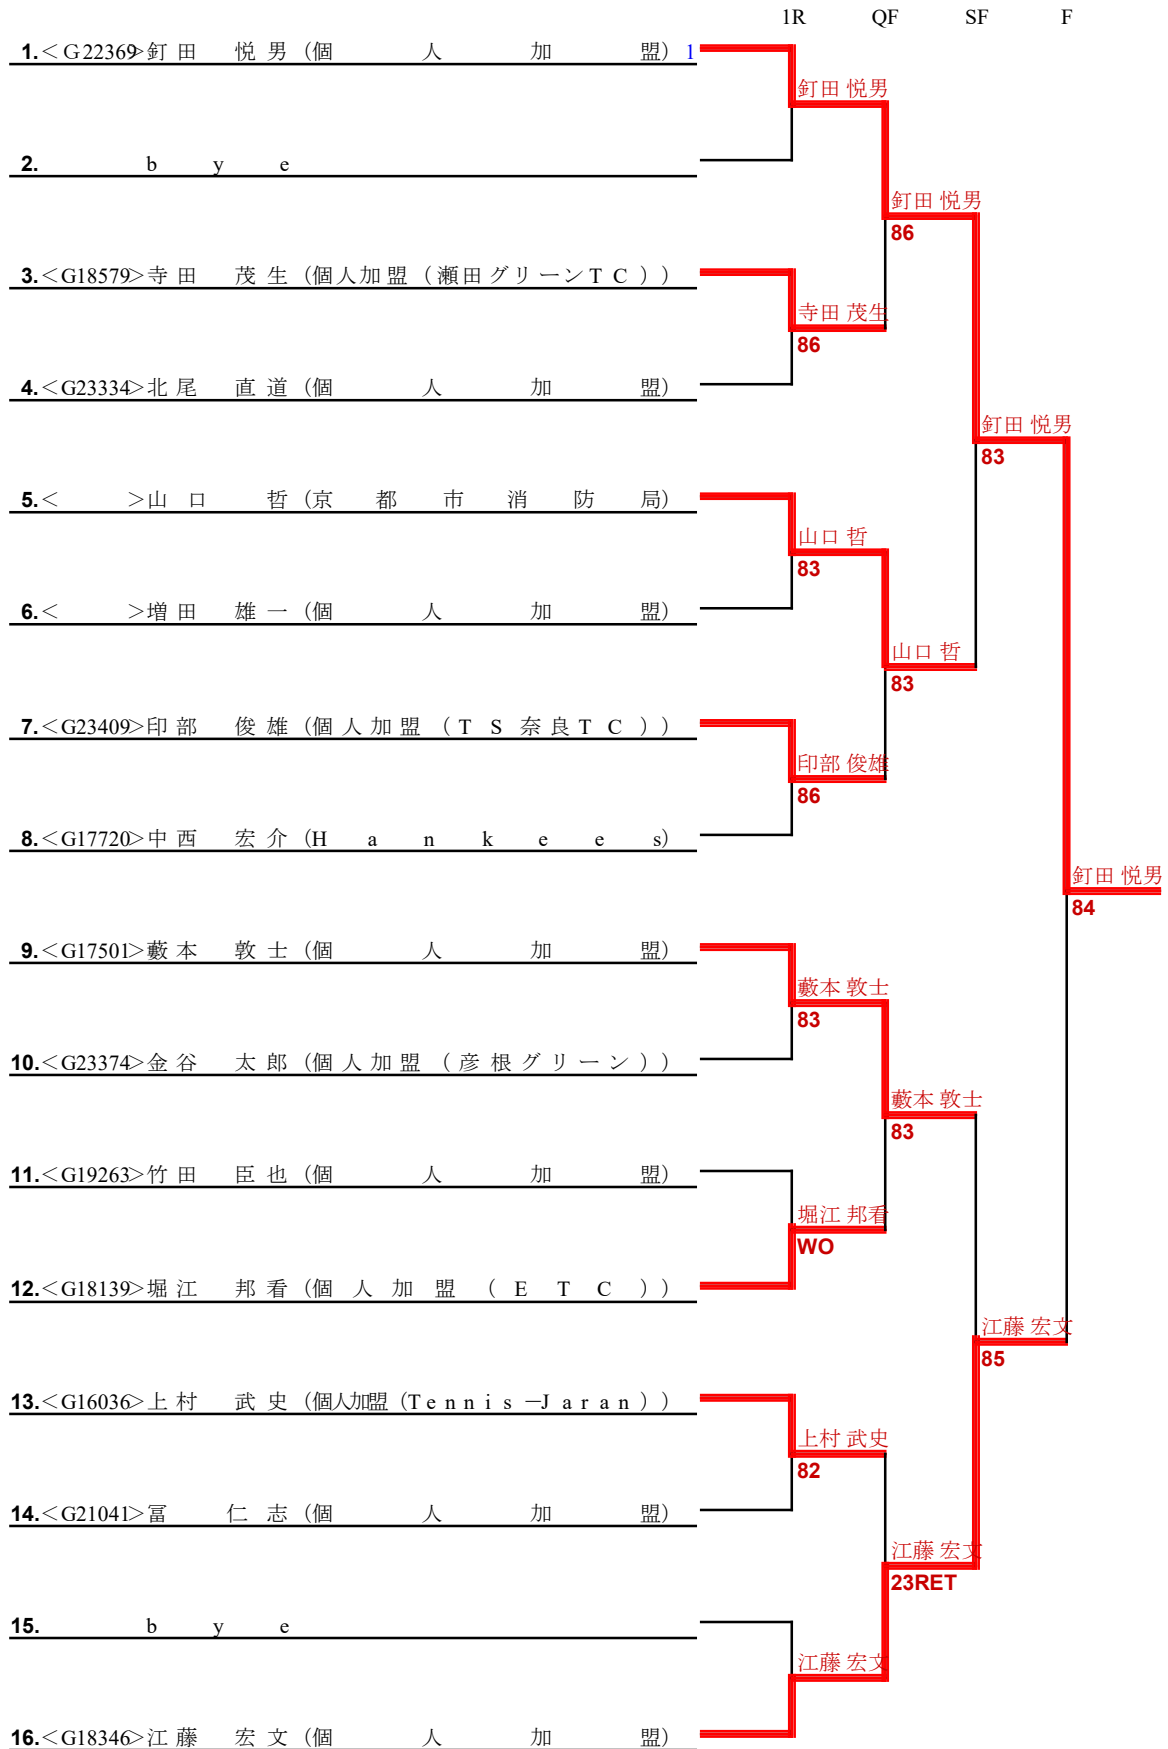 1R QF SF F
1.<G22369>釘田 悦男(個人加盟) 1
釘田 悦男
2. bye
釘田 悦男
86
3.<G18579>寺田 茂生(個人加盟(瀬田グリーンTC))
寺田 茂生
86
4.<G23334>北尾 直道(個人加盟)
釘田 悦男
83
5.< >山口 哲(京都市消防局)
山口 哲
83
6.< >増田 雄一(個人加盟)
山口 哲
83
7.<G23409>印部 俊雄(個人加盟(TS奈良TC))
印部 俊雄
86
8.<G17720>中西 宏介(Hankees)
釘田 悦男
84
9.<G17501>藪本 敦士(個人加盟)
藪本 敦士
83
10.<G23374>金谷 太郎(個人加盟(彦根グリーン))
藪本 敦士
83
11.<G19263>竹田 臣也(個人加盟)
堀江 邦看
WO
12.<G18139>堀江 邦看(個人加盟(ETC))
江藤 宏文
85
13.<G16036>上村 武史(個人加盟(Tennis−Jaran))
上村 武史
82
14.<G21041>冨 仁志(個人加盟)
江藤 宏文
23RET
15. bye
江藤 宏文
16.<G18346>江藤 宏文(個人加盟)